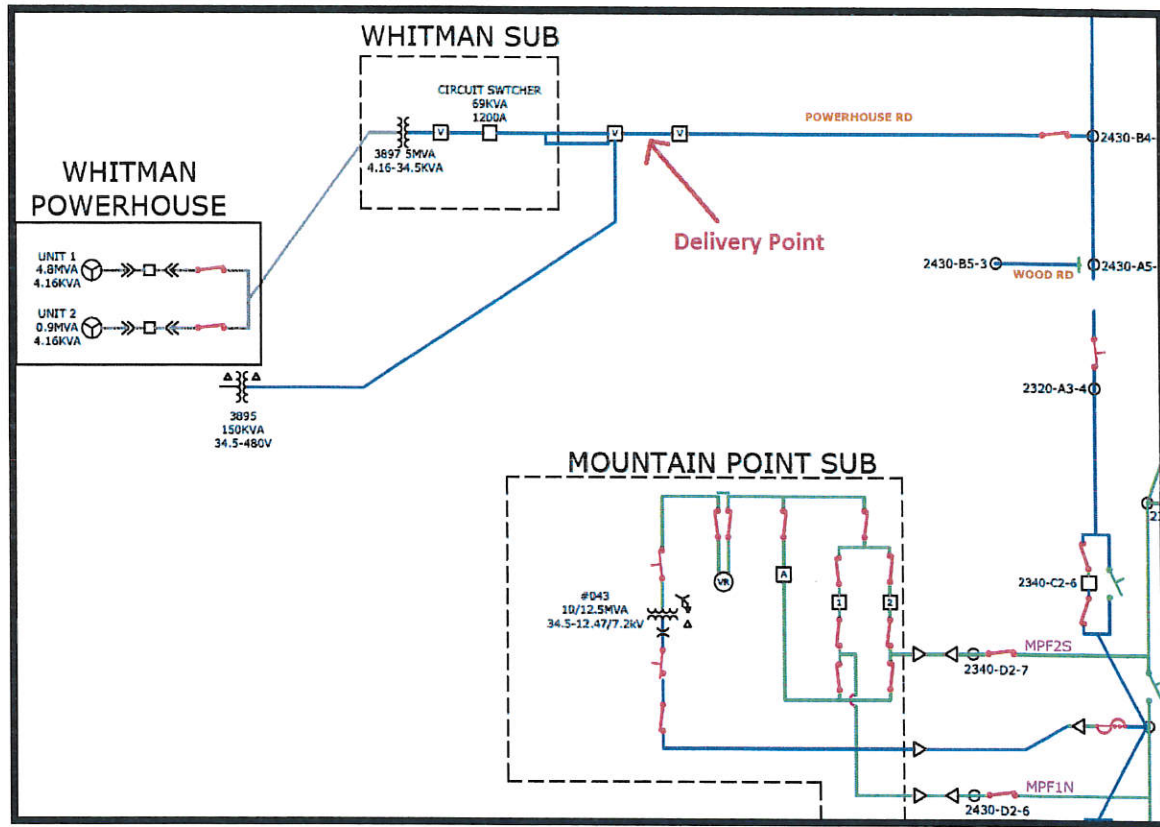 WHITMAN SUB
CIRCUIT SWTCHER
69KVA
1200A
V
V
V
3897 5MVA
4.16-34.5KVA
POWERHOUSE RD
2430-B4-
Delivery Point
WHITMAN
POWERHOUSE
UNIT 1
4.8MVA
4.16KVA
UNIT 2
0.9MVA
4.16KVA
2430-B5-3
WOOD RD
2430-A5-
Δ Δ
3895
150KVA
34.5-480V
2320-A3-4
MOUNTAIN POINT SUB
VR
A
1
2
#043
10/12.5MVA
34.5-12.47/7.2kV
Δ
2340-C2-6
MPF2S
2340-D2-7
MPF1N
2430-D2-6